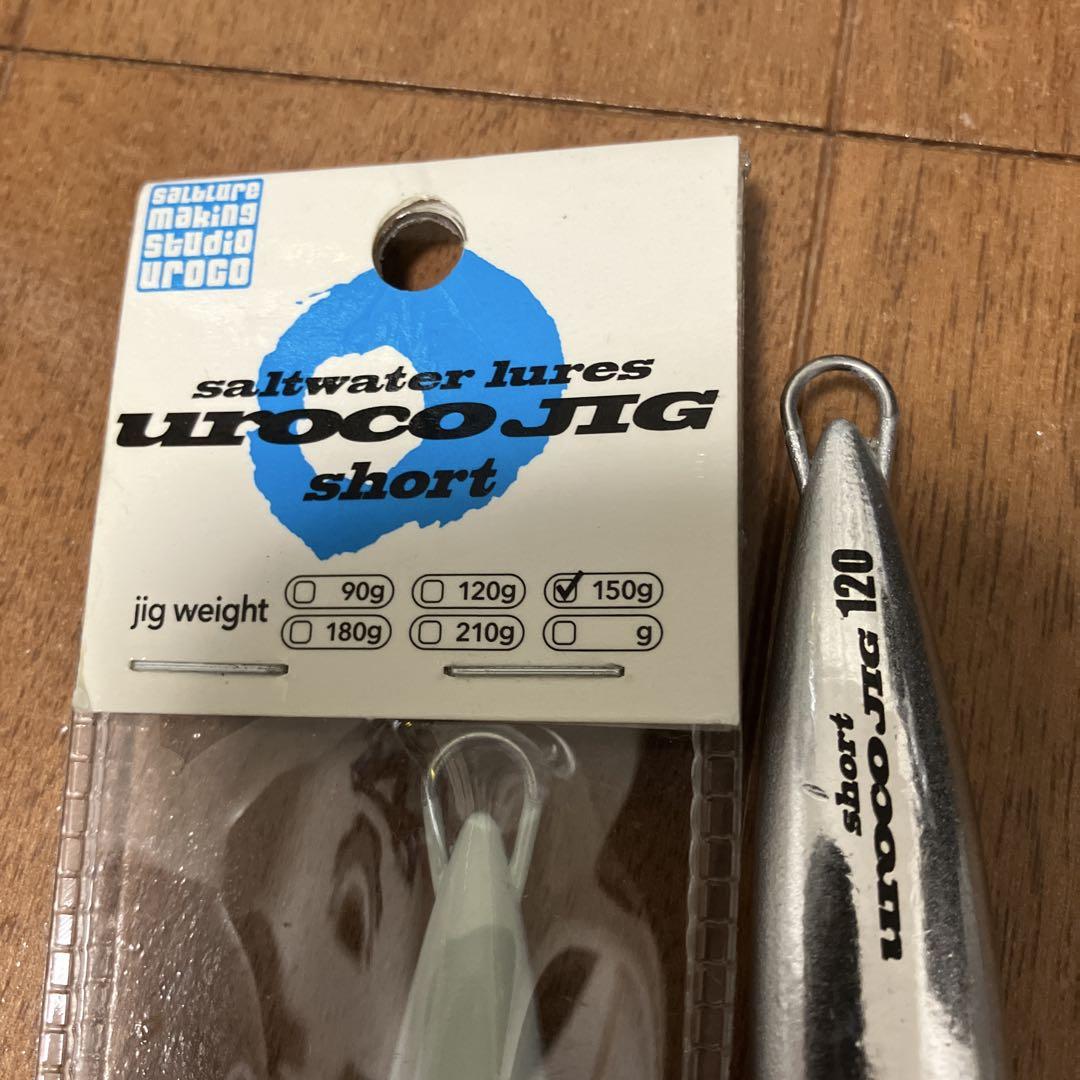 saltlure
making
studio
uroco
saltwater lures
uroco JIG
short
jig weight
90g
120g
150g
180g
210g
g
short
uroco JIG 120